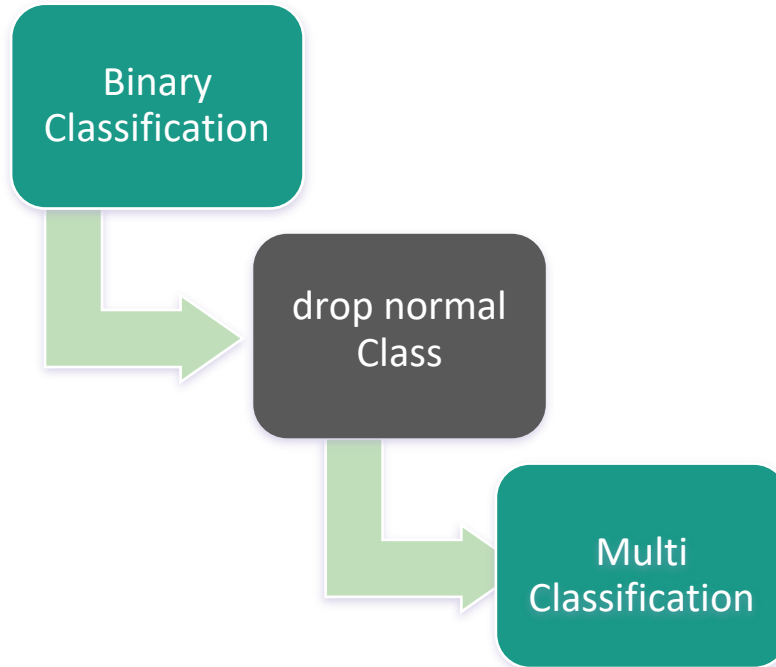 Binary
Classification
drop normal
Class
Multi
Classification